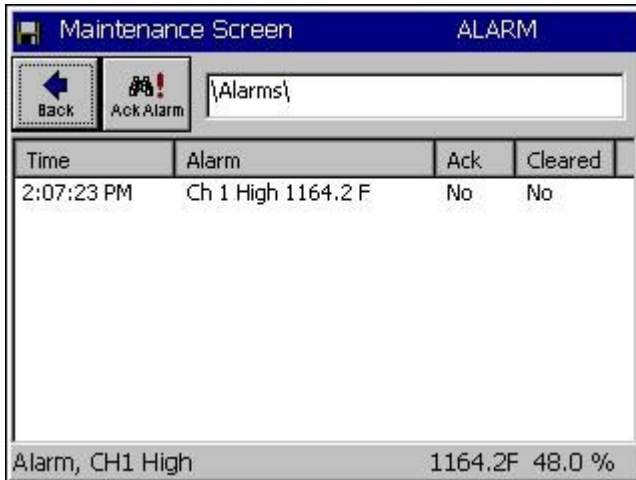 Maintenance Screen ALARM
Back Ack Alarm \Alarms\
Time Alarm Ack Cleared
2:07:23 PM Ch 1 High 1164.2 F No No
Alarm, CH1 High 1164.2F 48.0 %